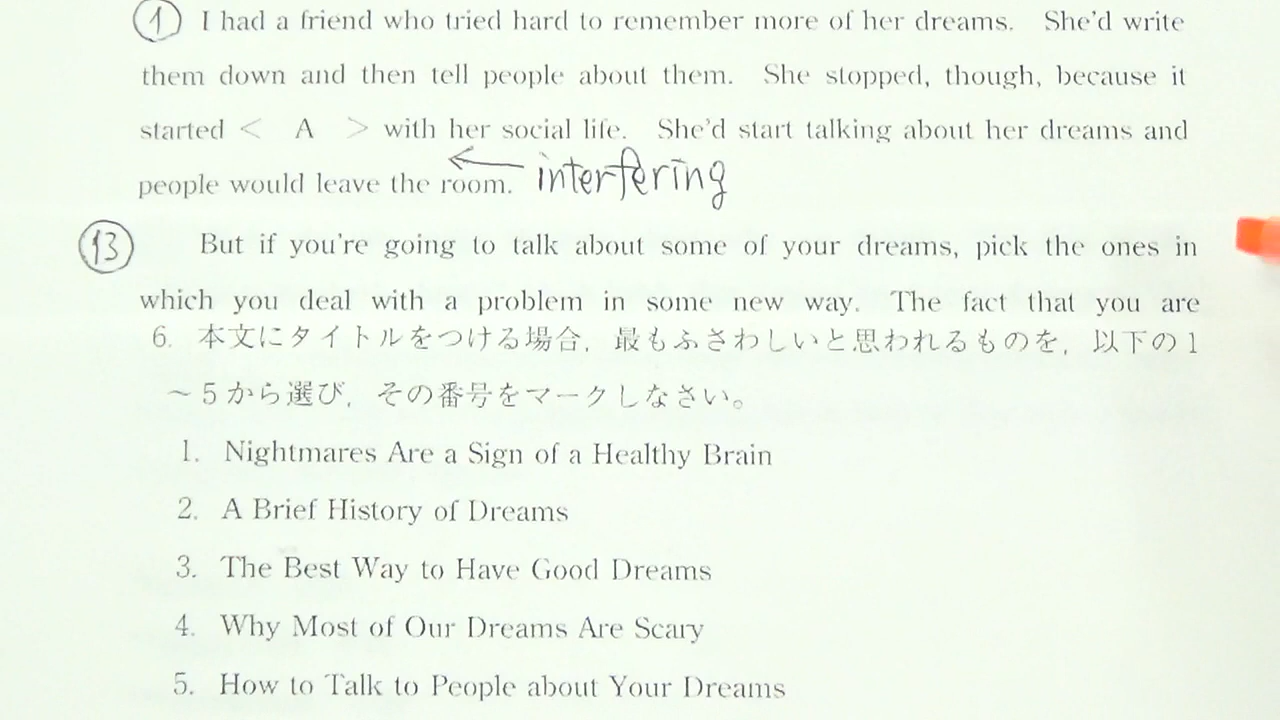 ① I had a friend who tried hard to remember more of her dreams. She'd write
them down and then tell people about them. She stopped, though, because it
started < A > with her social life. She'd start talking about her dreams and
people would leave the room. ← interfering
⑬ But if you're going to talk about some of your dreams, pick the ones in
which you deal with a problem in some new way. The fact that you are
6. 本文にタイトルをつける場合，最もふさわしいと思われるものを，以下の1
～5から選び，その番号をマークしなさい。
1. Nightmares Are a Sign of a Healthy Brain
2. A Brief History of Dreams
3. The Best Way to Have Good Dreams
4. Why Most of Our Dreams Are Scary
5. How to Talk to People about Your Dreams